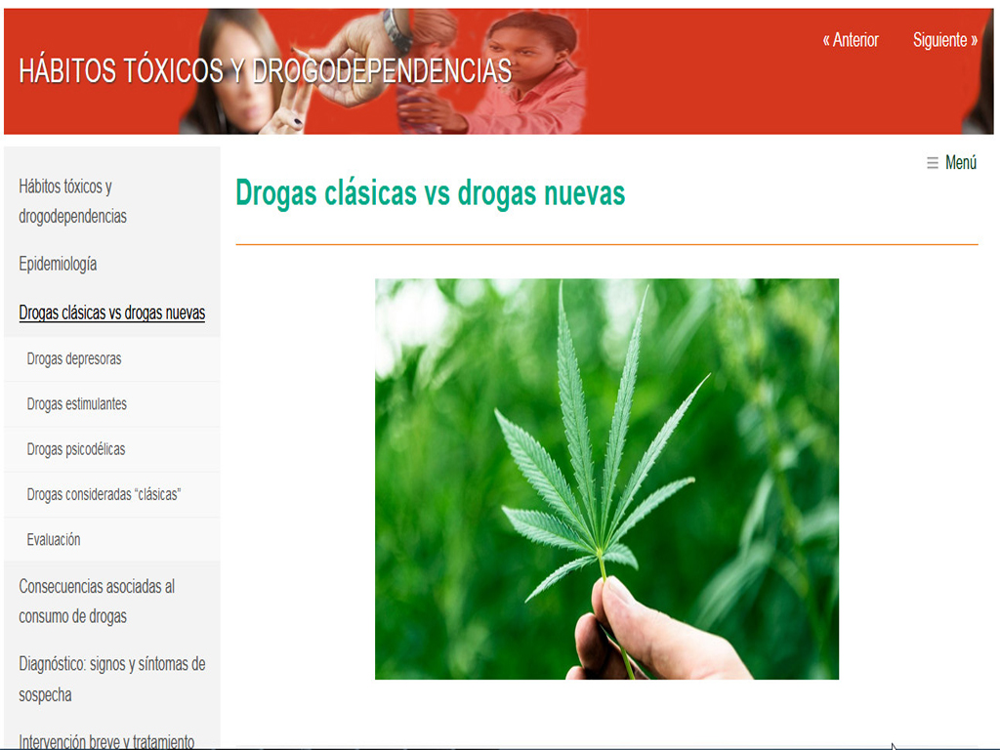 HÁBITOS TÓXICOS Y DROGODEPENDENCIAS
« Anterior
Siguiente »
Menú
Hábitos tóxicos y
drogodependencias
Epidemiología
Drogas clásicas vs drogas nuevas
Drogas depresoras
Drogas estimulantes
Drogas psicodélicas
Drogas consideradas “clásicas”
Evaluación
Consecuencias asociadas al
consumo de drogas
Diagnóstico: signos y síntomas de
sospecha
Intervención breve y tratamiento
Drogas clásicas vs drogas nuevas